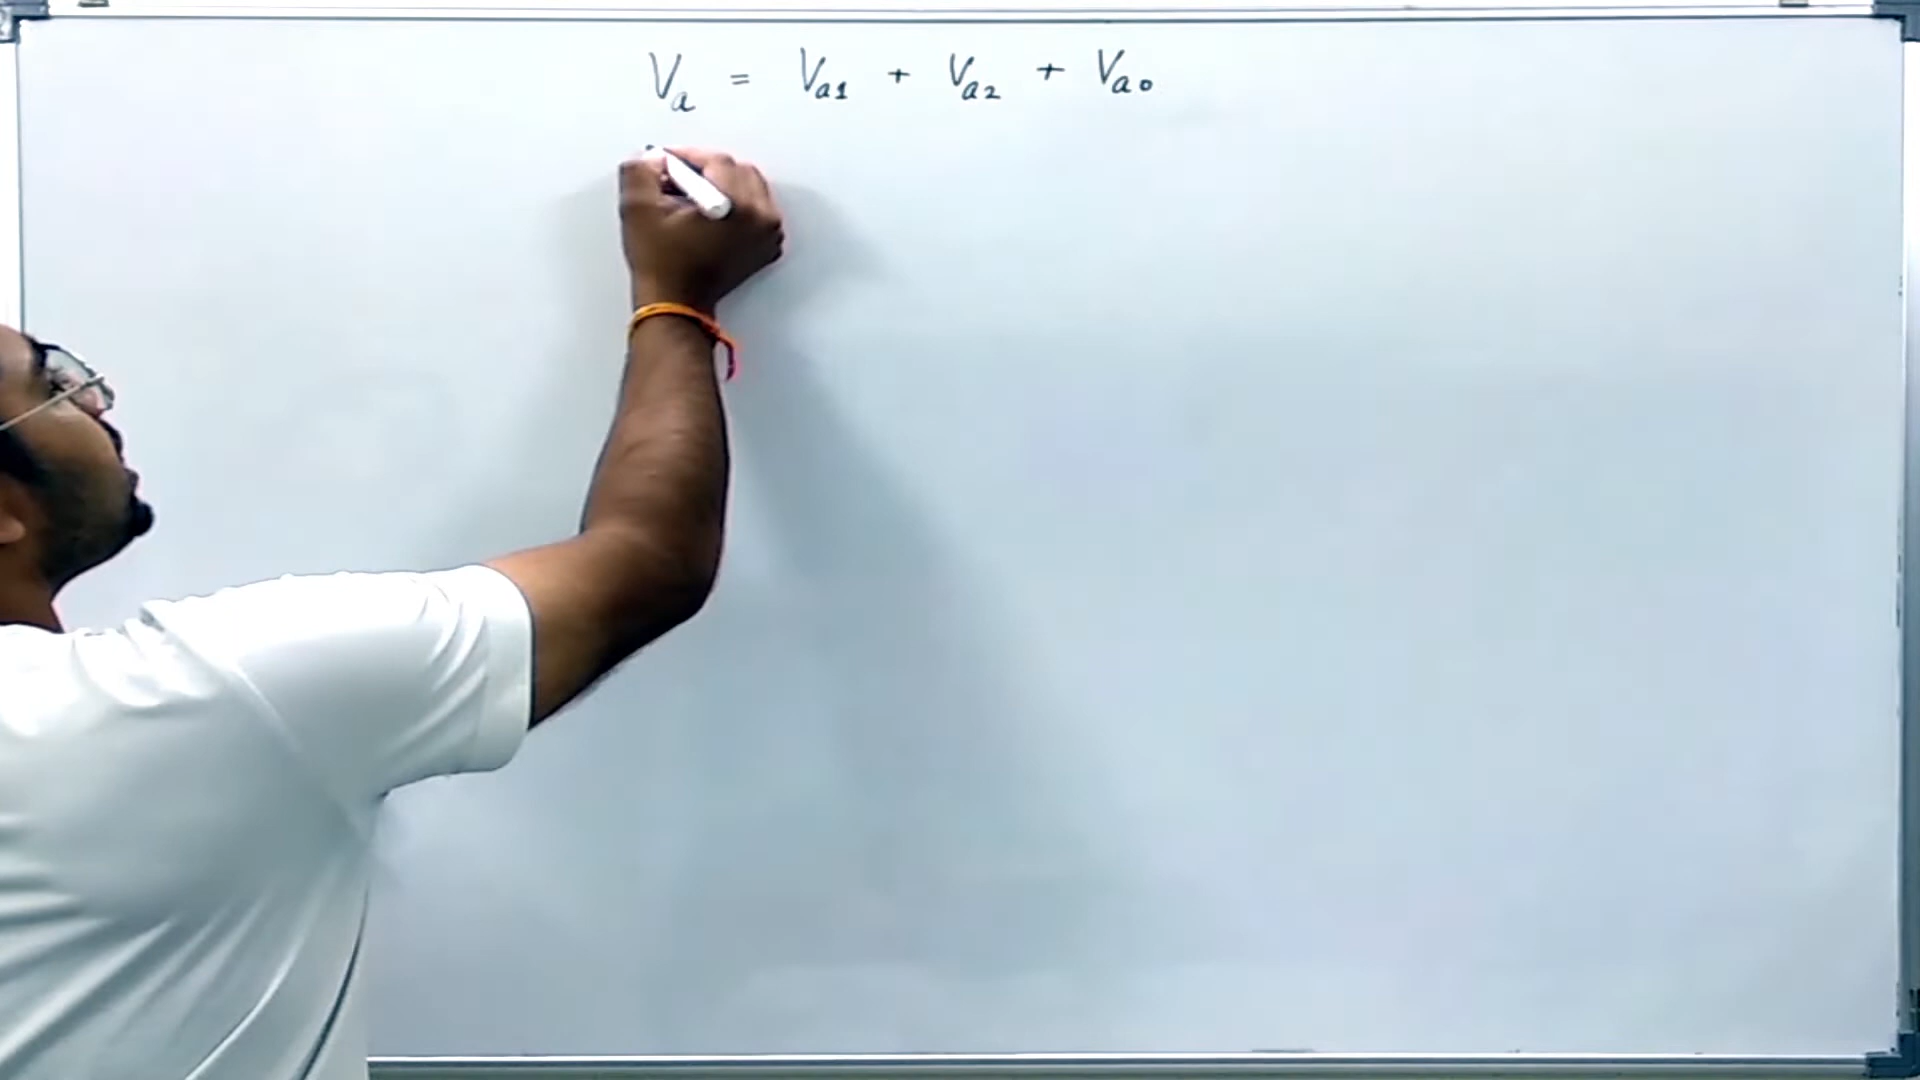 Va = Va1 + Va2 + Va0